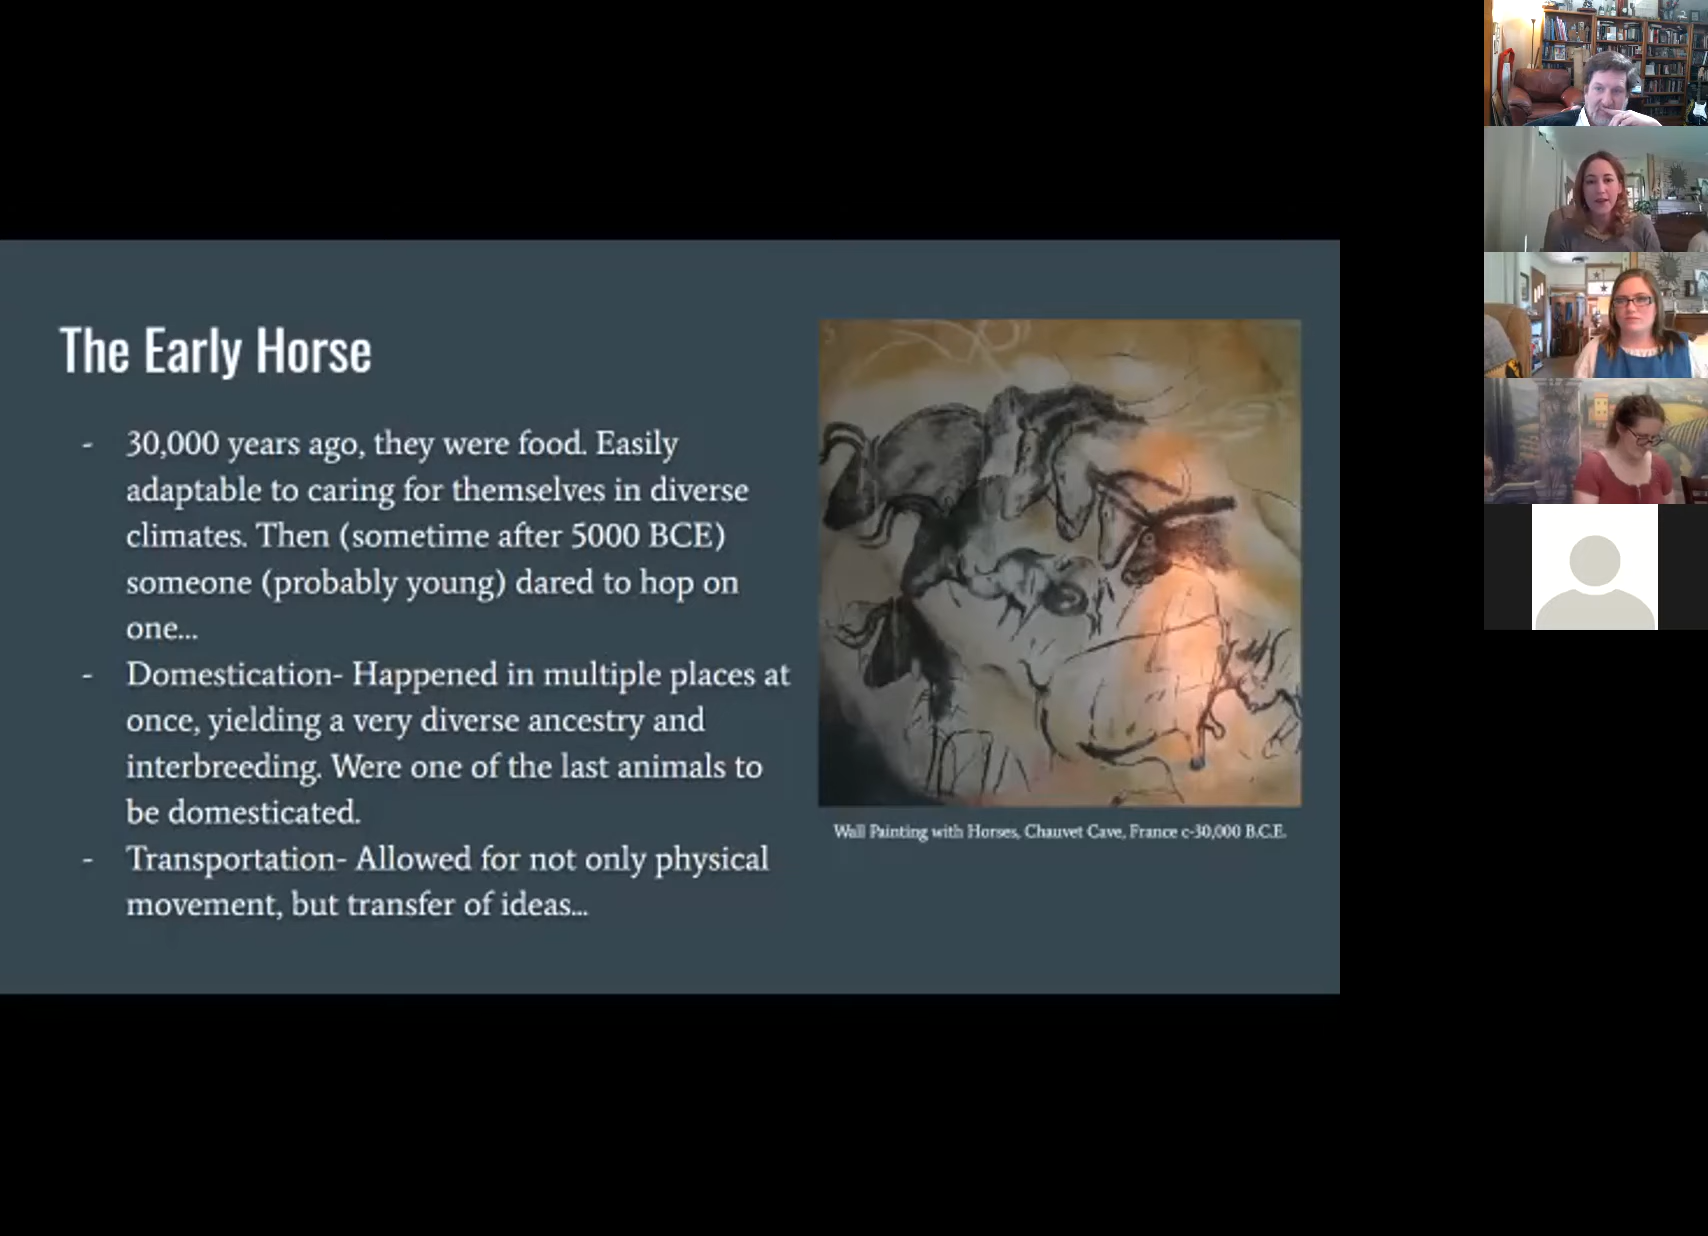 The Early Horse
- 30,000 years ago, they were food. Easily
adaptable to caring for themselves in diverse
climates. Then (sometime after 5000 BCE)
someone (probably young) dared to hop on
one...
- Domestication- Happened in multiple places at
once, yielding a very diverse ancestry and
interbreeding. Were one of the last animals to
be domesticated.
- Transportation- Allowed for not only physical
movement, but transfer of ideas...
Wall Painting with Horses, Chauvet Cave, France c-30,000 B.C.E.